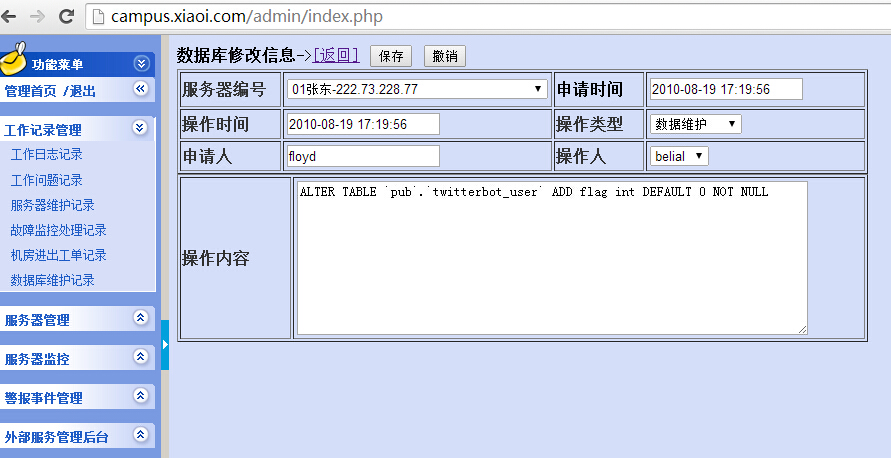 campus.xiaoi.com/admin/index.php
功能菜单
管理首页 /退出
工作记录管理
工作日志记录
工作问题记录
服务器维护记录
故障监控处理记录
机房进出工单记录
数据库维护记录
服务器管理
服务器监控
警报事件管理
外部服务管理后台
数据库修改信息->[返回] 保存 撤销
服务器编号 01张东-222.73.228.77 申请时间 2010-08-19 17:19:56
操作时间 2010-08-19 17:19:56 操作类型 数据维护
申请人 floyd 操作人 belial
操作内容 ALTER TABLE `pub`.`twitterbot_user` ADD flag int DEFAULT 0 NOT NULL